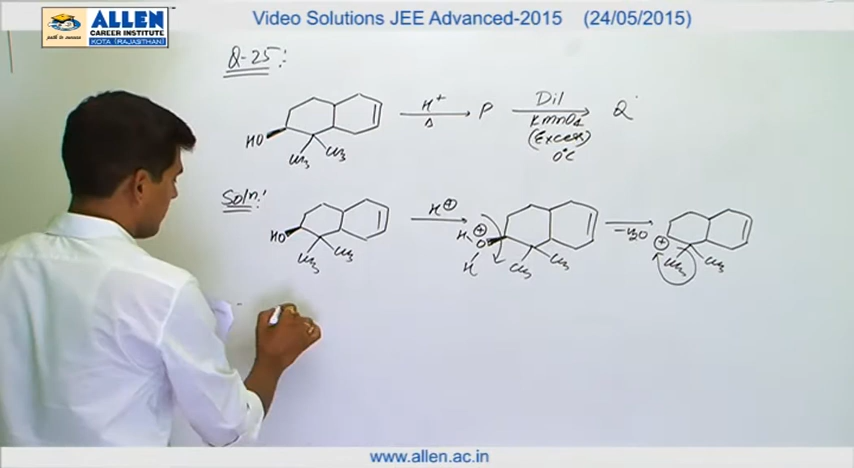 ALLEN
CAREER INSTITUTE
KOTA (RAJASTHAN)
path to success
Video Solutions JEE Advanced-2015 (24/05/2015)
Q-25:
HO CH3 CH3 H+ Δ P Dil KMnO4 (Excess) 0°C Q
Soln:
HO CH3 CH3 H⊕ H ⊕ O H CH3 CH3 -H2O ⊕ CH3 CH3
www.allen.ac.in